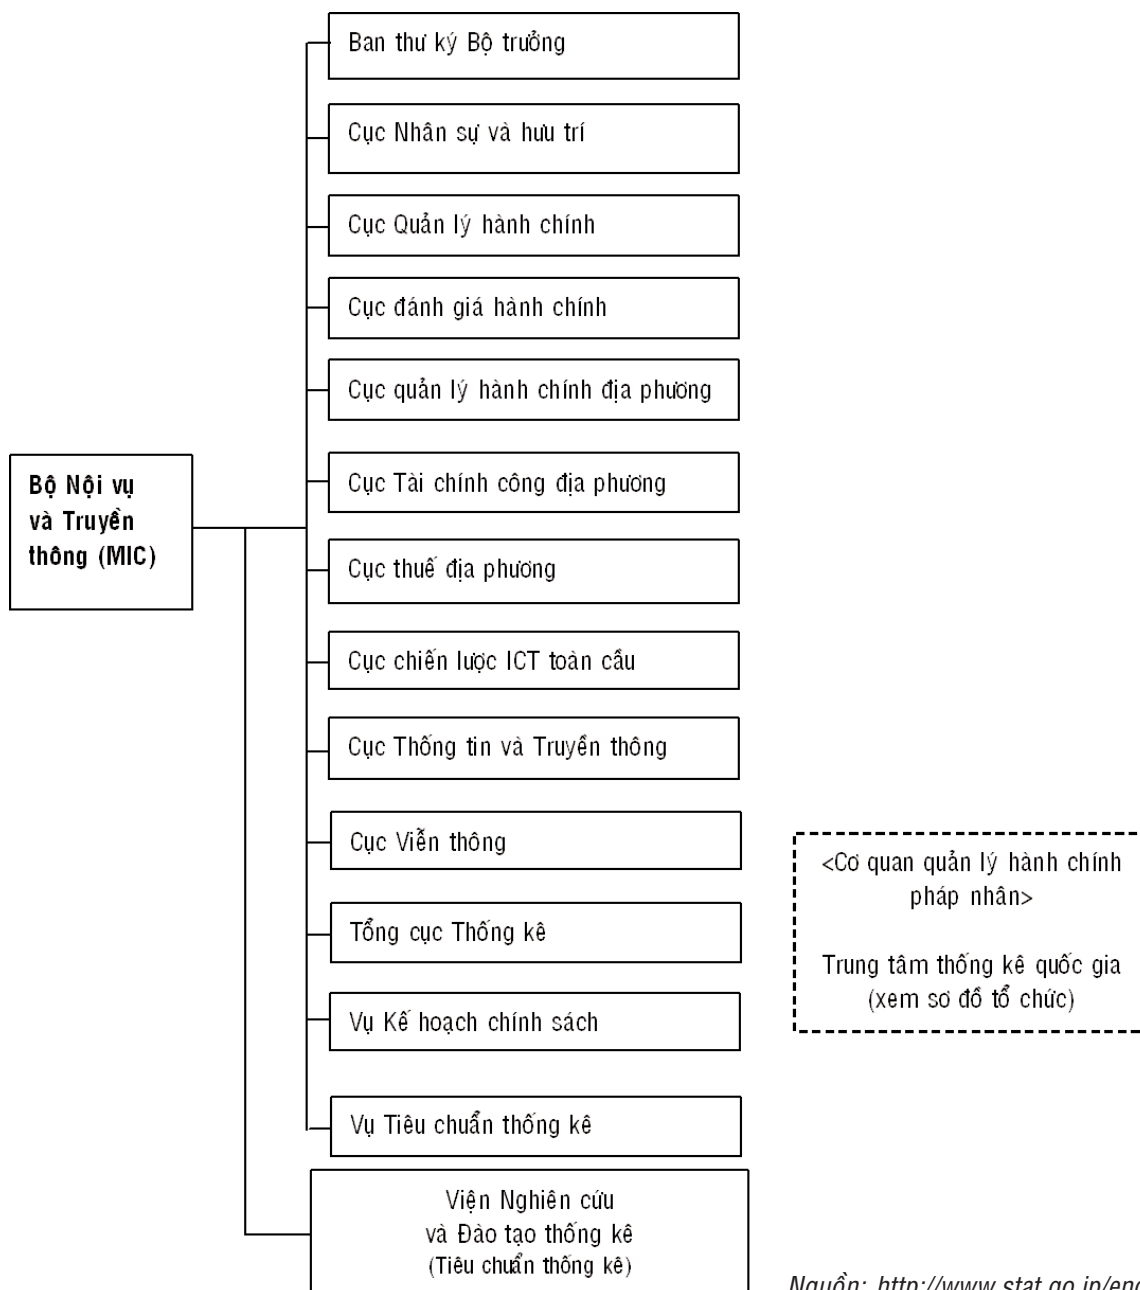 Ban thư ký Bộ trưởng
Cục Nhân sự và hưu trí
Cục Quản lý hành chính
Cục đánh giá hành chính
Cục quản lý hành chính địa phương
Bộ Nội vụ
và Truyền
thông (MIC)
Cục Tài chính công địa phương
Cục thuế địa phương
Cục chiến lược ICT toàn cầu
Cục Thống tin và Truyền thông
Cục Viễn thông
<Cơ quan quản lý hành chính
pháp nhân>
Trung tâm thống kê quốc gia
(xem sơ đồ tổ chức)
Tổng cục Thống kê
Vụ Kế hoạch chính sách
Vụ Tiêu chuẩn thống kê
Viện Nghiên cứu
và Đào tạo thống kê
(Tiêu chuẩn thống kê)
Nguồn: http://www.stat.go.jp/eng